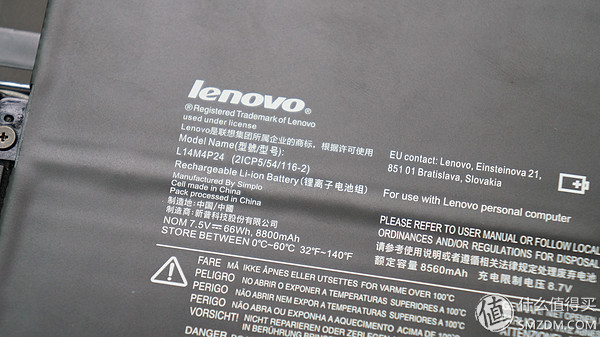 lenovo®
®Registered Trademark of Lenovo
used under license
Lenovo是联想集团所属企业的商标，根据许可使用
Model Name(型號/型号):
L14M4P24 (2ICP5/54/116-2)
Rechargeable Li-ion Battery(锂离子电池组)
Manufactured By Simplo
Cell made in China
Pack processed in China
制造地:中国/中國
制造商：新普科技股份有限公司
NOM 7.5V⎓66Wh, 8800mAh
STORE BETWEEN 0℃~60℃ 32℉~140℉
EU contact: Lenovo, Einsteinova 21,
851 01 Bratislava, Slovakia
For use with Lenovo personal computer
PLEASE REFER TO USER MANUAL OR FOLLOW LOCAL
ORDINANCES AND/OR REGULATIONS FOR DISPOSAL
请参考使用说明或者遵循相关法律规定处理废弃电池
额定容量 8560mAh 充电限制电压 8.7V
FARE MÅ IKKE ÅPNES ELLER UTSETTES FOR VARME OVER 100°C
PELIGRO NO ABRIR O EXPONER A TEMPERATURAS SUPERIORES A 100°C
PERIGO NÃO ABRIR NEM EXPOR A TEMPERATURAS SUPERIORES A 100°C
PERIGO NÃO ABRA OU EXPONHA A AQUECIMENTO ACIMA DE 100°C
VORSICHT NICHT REPARIEREN ODER ZERLEGEN
IN BERÜHRUNG BRINGEN
DANGER DO NOT
值 什么值得买
SMZDM.COM